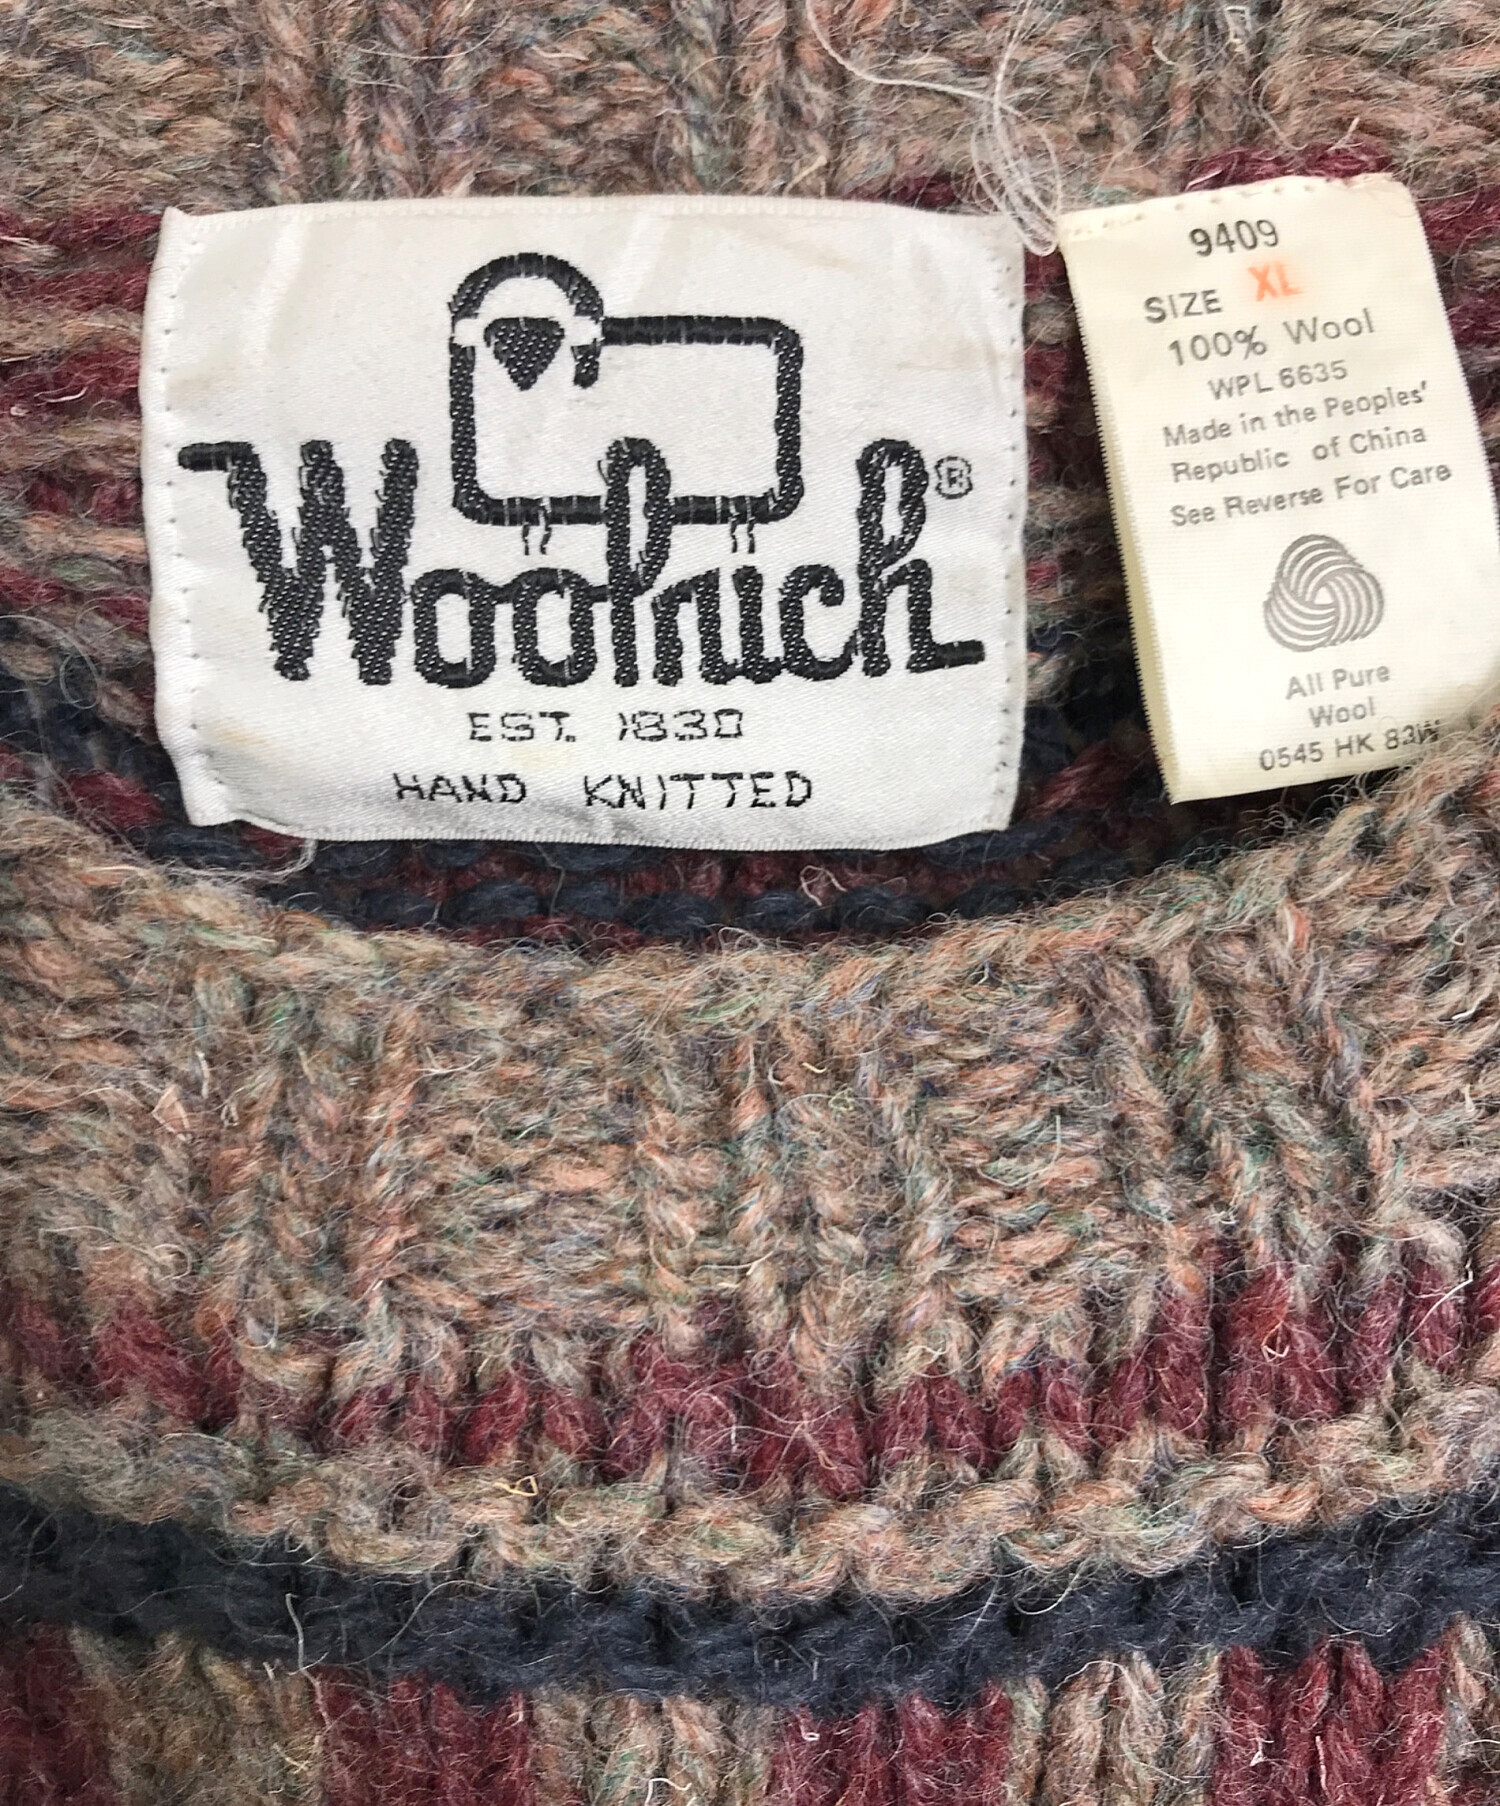 Woolrich®
EST. 1830
HAND KNITTED
9409
SIZE XL
100% Wool
WPL 6635
Made in the Peoples'
Republic of China
See Reverse For Care
All Pure
Wool
0545 HK 83W